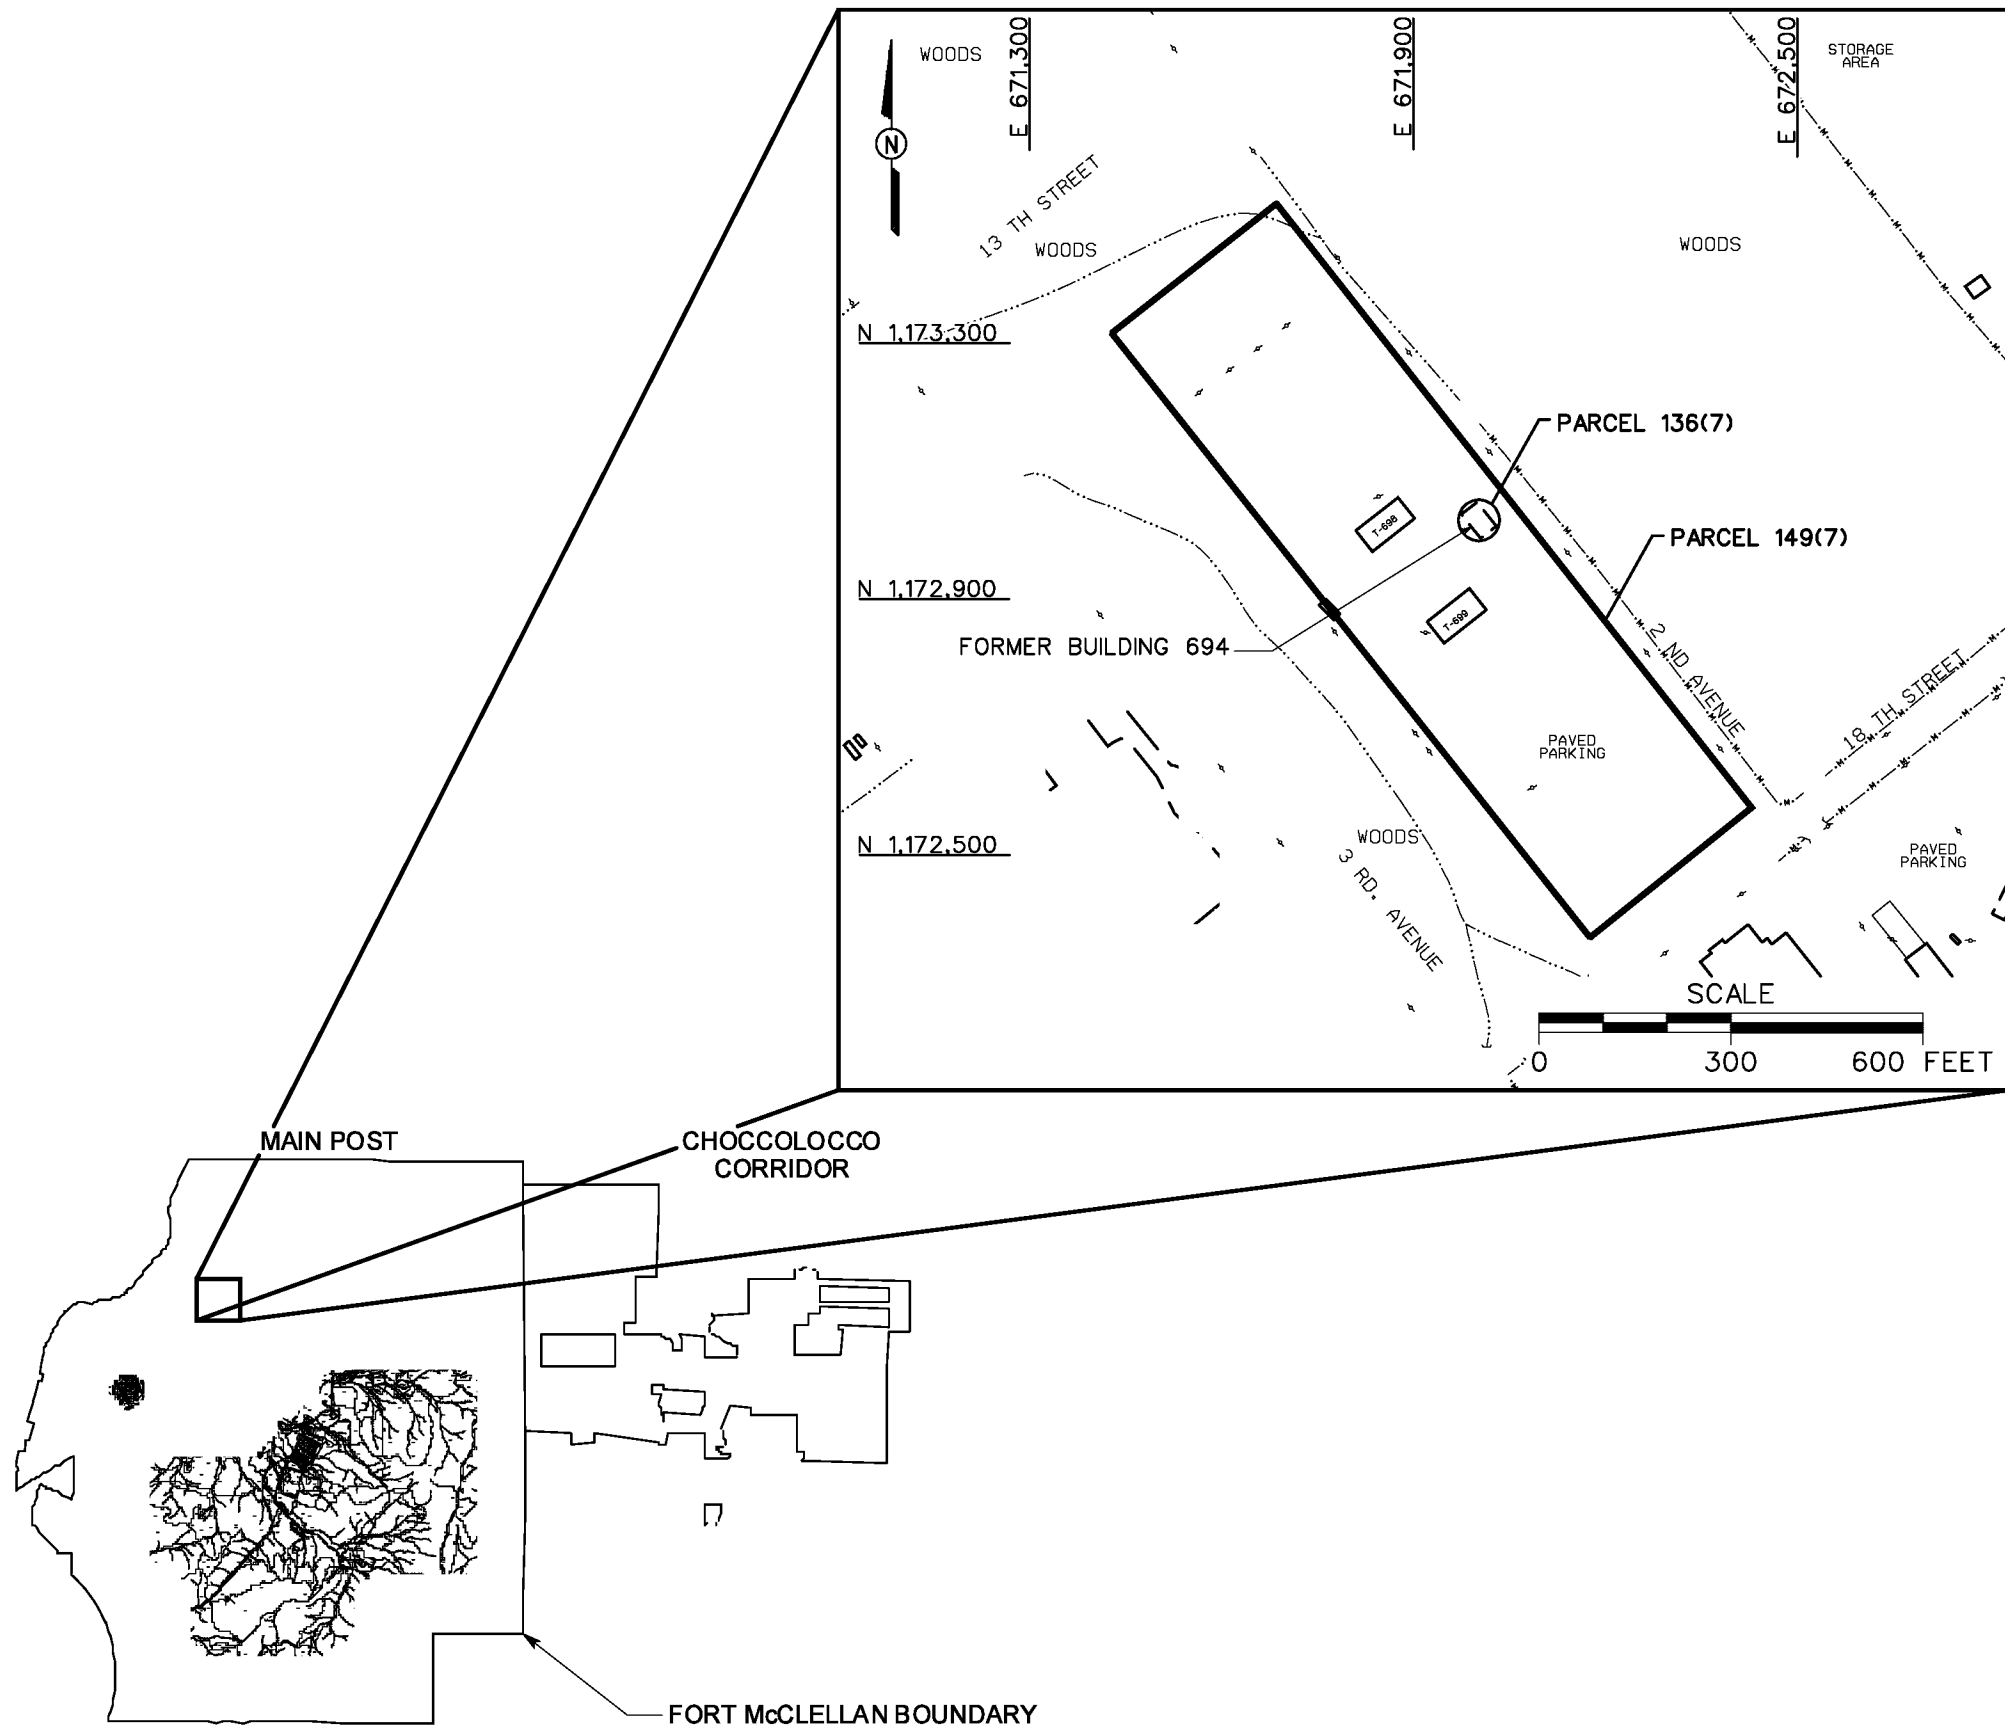 WOODS
E 671,300
E 671,900
E 672,500
STORAGE
AREA
N
13 TH STREET
WOODS
WOODS
N 1,173,300
PARCEL 136(7)
T-698
PARCEL 149(7)
N 1,172,900
T-699
FORMER BUILDING 694
2 ND AVENUE
18 TH STREET
PAVED
PARKING
N 1,172,500
WOODS
3 RD. AVENUE
PAVED
PARKING
SCALE
0 300 600 FEET
MAIN POST
CHOCCOLOCCO
CORRIDOR
FORT McCLELLAN BOUNDARY